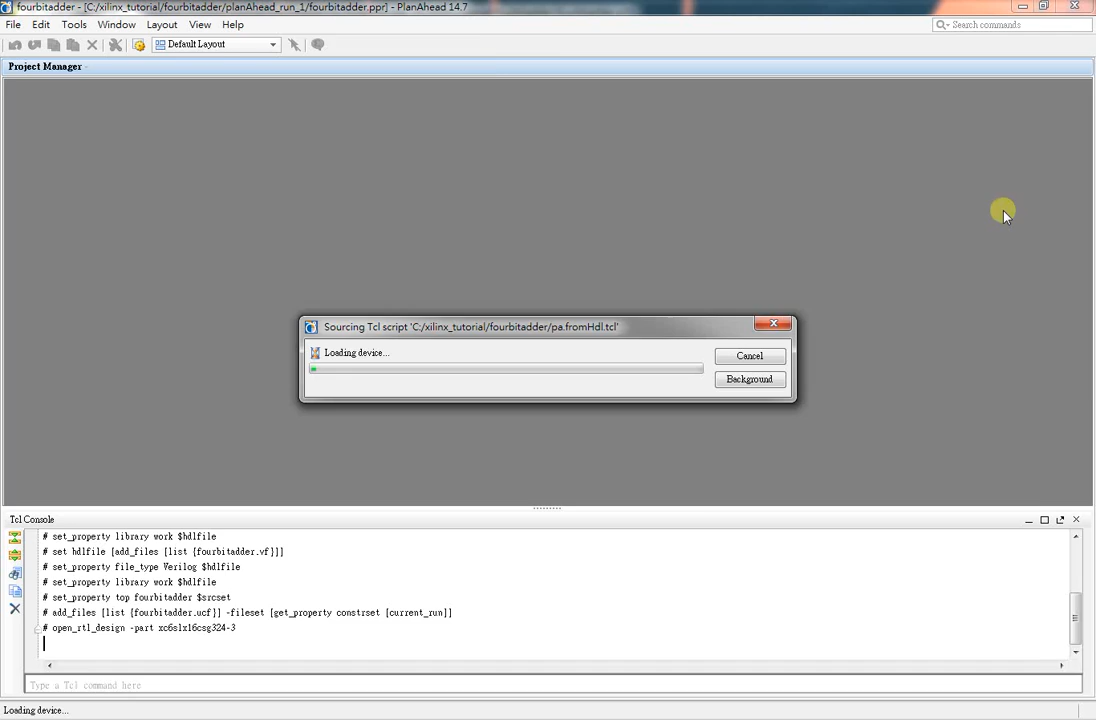 fourbitadder - [C:/xilinx_tutorial/fourbitadder/planAhead_run_1/fourbitadder.ppr] - PlanAhead 14.7
File Edit Tools Window Layout View Help
Search commands
Default Layout
Project Manager -
Sourcing Tcl script 'C:/xilinx_tutorial/fourbitadder/pa.fromHdl.tcl'
Loading device...
Cancel
Background
Tcl Console
# set_property library work $hdlfile
# set hdlfile [add_files [list {fourbitadder.vf}]]
# set_property file_type Verilog $hdlfile
# set_property library work $hdlfile
# set_property top fourbitadder $srcset
# add_files [list {fourbitadder.ucf}] -fileset [get_property constrset [current_run]]
# open_rtl_design -part xc6slx16csg324-3
Type a Tcl command here
Loading device...